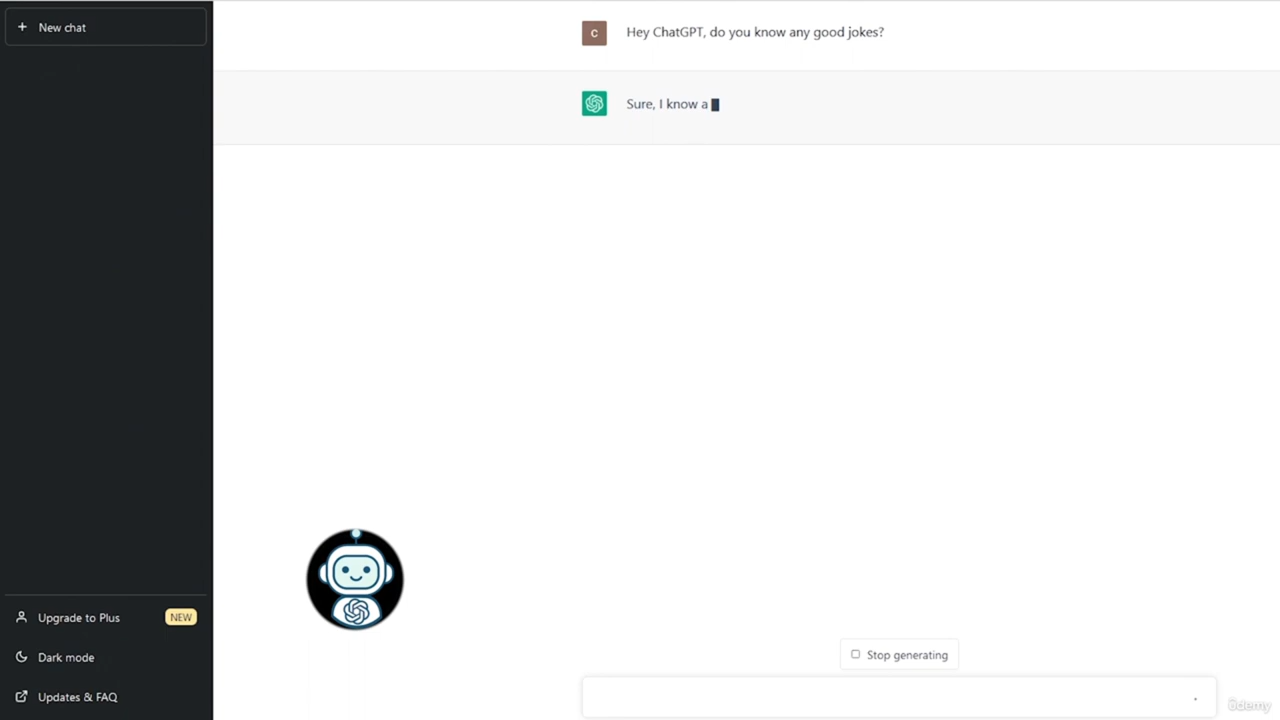 New chat
C
Hey ChatGPT, do you know any good jokes?
Sure, I know a
Upgrade to Plus
NEW
Dark mode
Updates & FAQ
Stop generating
ûdemy